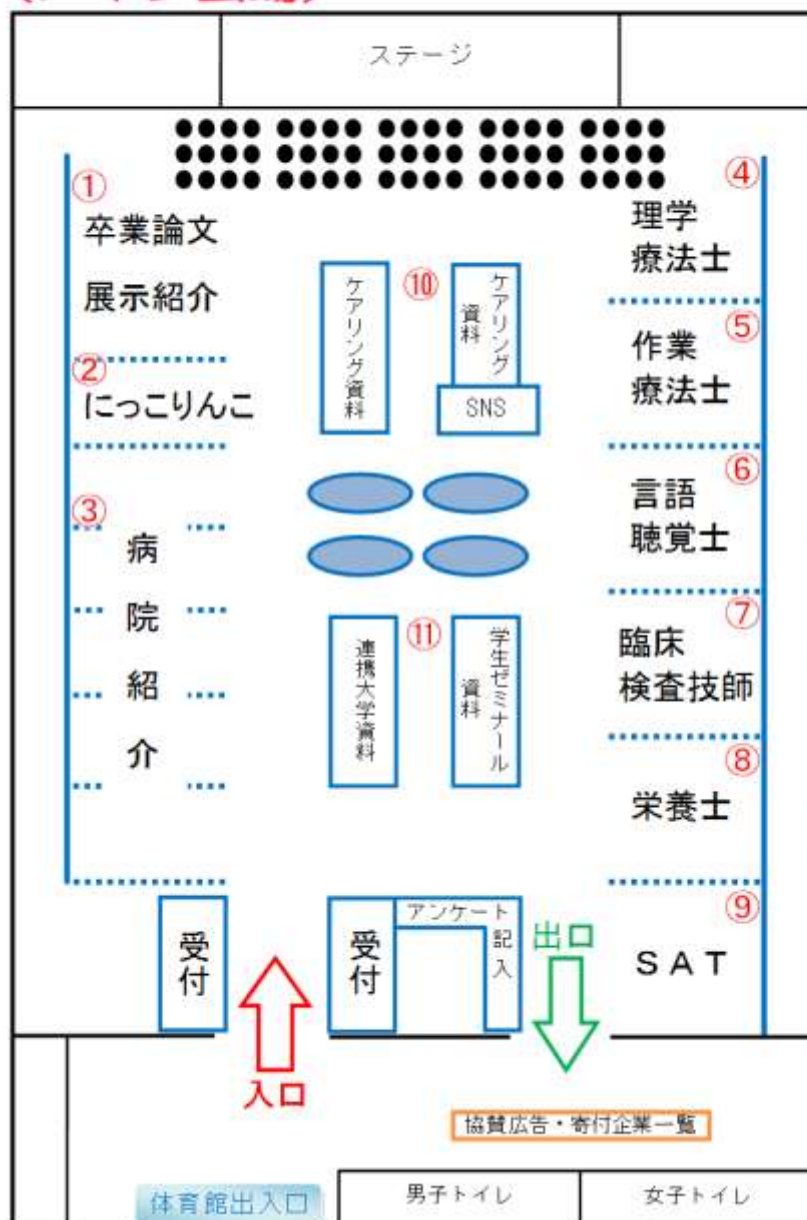 ステージ
①
卒業論文
展示紹介
②
にっこりんこ
③
病院紹介
④
理学
療法士
⑤
作業
療法士
⑥
言語
聴覚士
⑦
臨床
検査技師
⑧
栄養士
⑨
ＳＡＴ
⑩
ケアリング資料
ケアリング
資料
SNS
⑪
連携大学資料
学生ゼミナール
資料
受付
受付
アンケート
記入
出口
入口
協賛広告・寄付企業一覧
体育館出入口
男子トイレ
女子トイレ